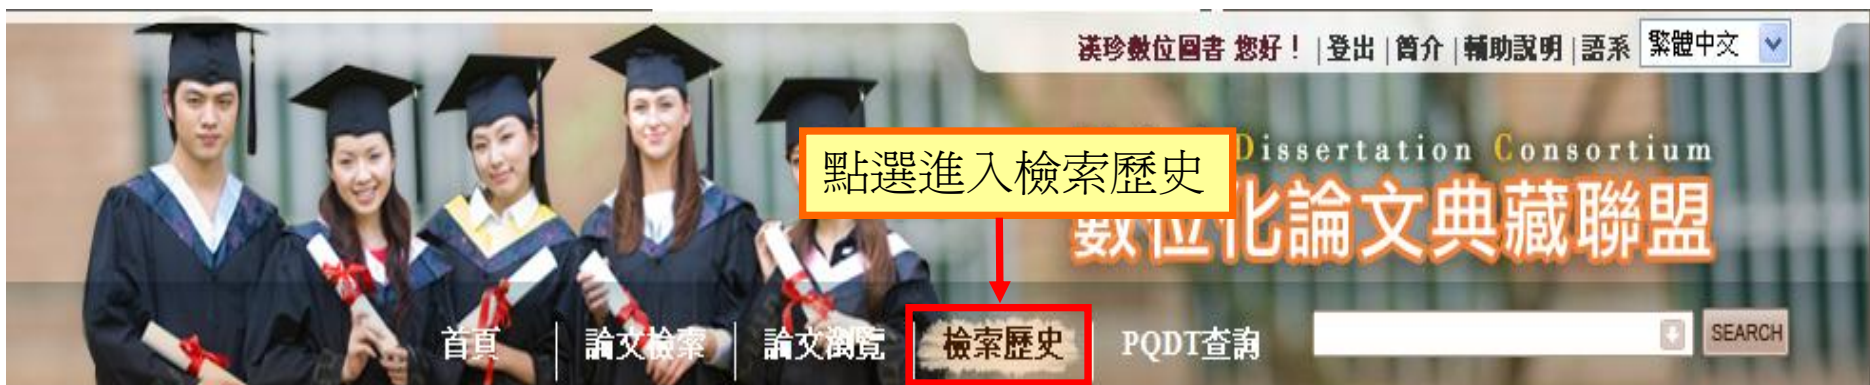 漢珍數位圖書 您好！ |登出 |簡介 |輔助說明 |語系 繁體中文
點選進入檢索歷史
Dissertation Consortium
數位化論文典藏聯盟
首頁 論文檢索 論文瀏覽 檢索歷史 PQDT查詢 SEARCH